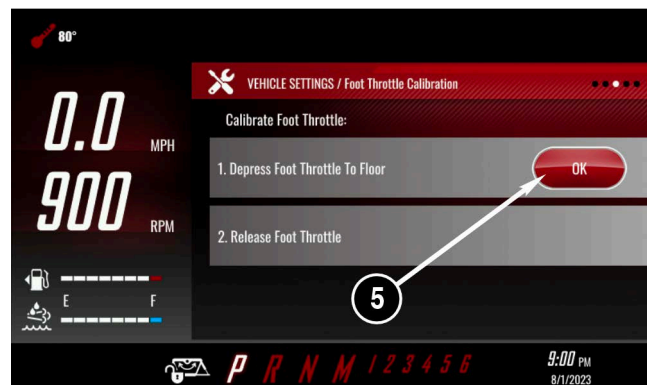 80°
VEHICLE SETTINGS / Foot Throttle Calibration
0.0 MPH
Calibrate Foot Throttle:
1. Depress Foot Throttle To Floor OK
900 RPM
2. Release Foot Throttle
5
E F
P R N M 1 2 3 4 5 6
9:00 PM
8/1/2023